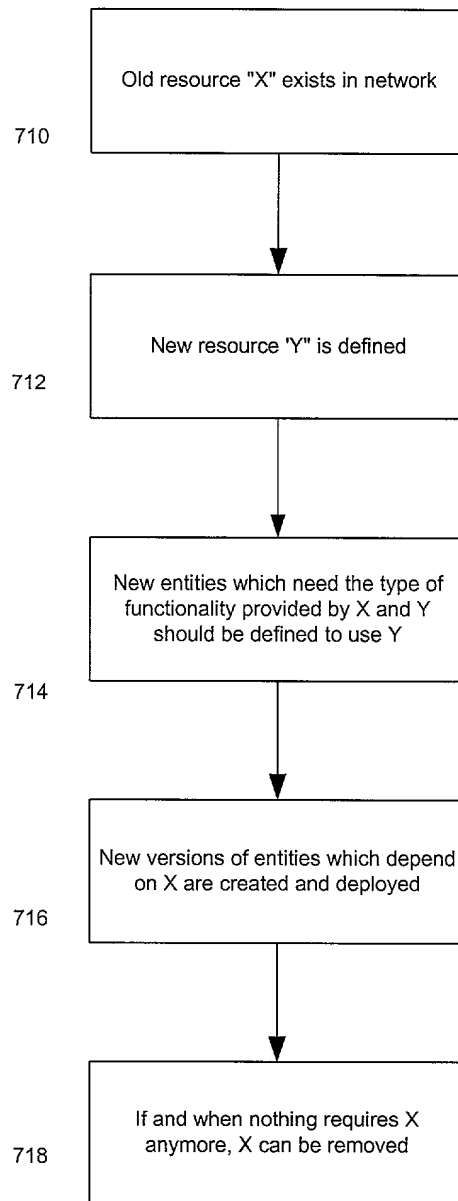 Old resource "X" exists in network
710
New resource 'Y" is defined
712
New entities which need the type of
functionality provided by X and Y
should be defined to use Y
714
New versions of entities which depend
on X are created and deployed
716
If and when nothing requires X
anymore, X can be removed
718